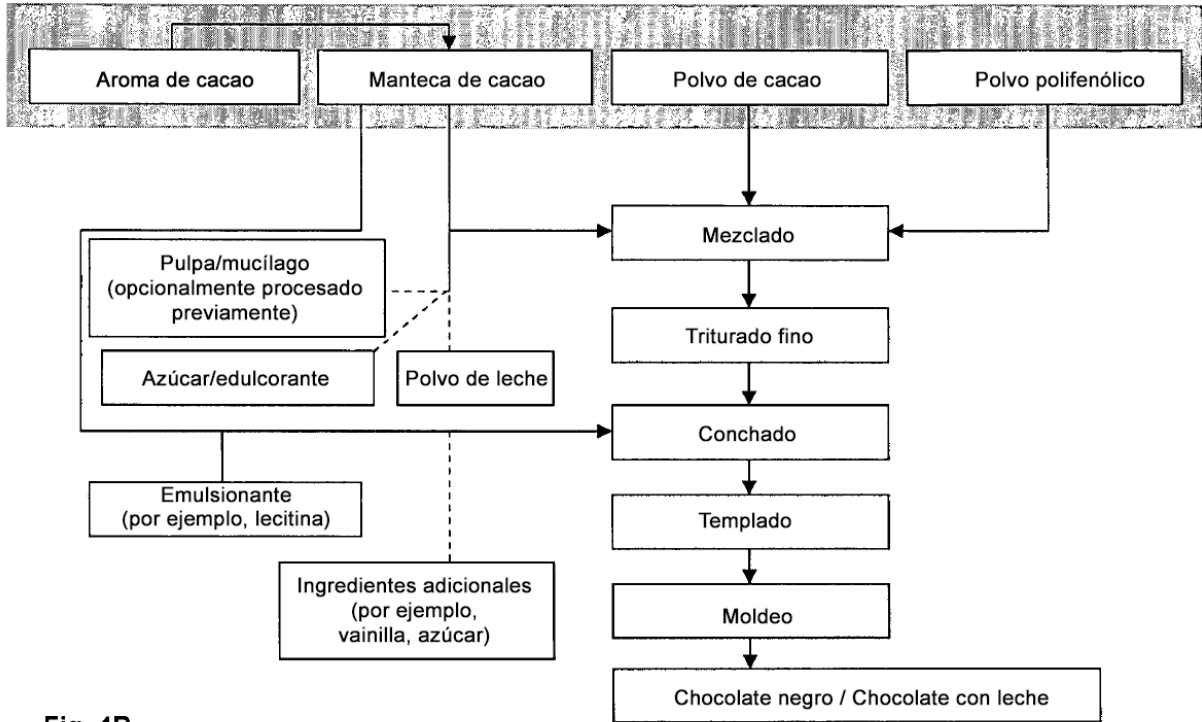 Aroma de cacao
Manteca de cacao
Polvo de cacao
Polvo polifenólico
Mezclado
Pulpa/mucílago
(opcionalmente procesado
previamente)
Triturado fino
Azúcar/edulcorante
Polvo de leche
Conchado
Emulsionante
(por ejemplo, lecitina)
Templado
Ingredientes adicionales
(por ejemplo,
vainilla, azúcar)
Moldeo
Chocolate negro / Chocolate con leche
Fig. 4B